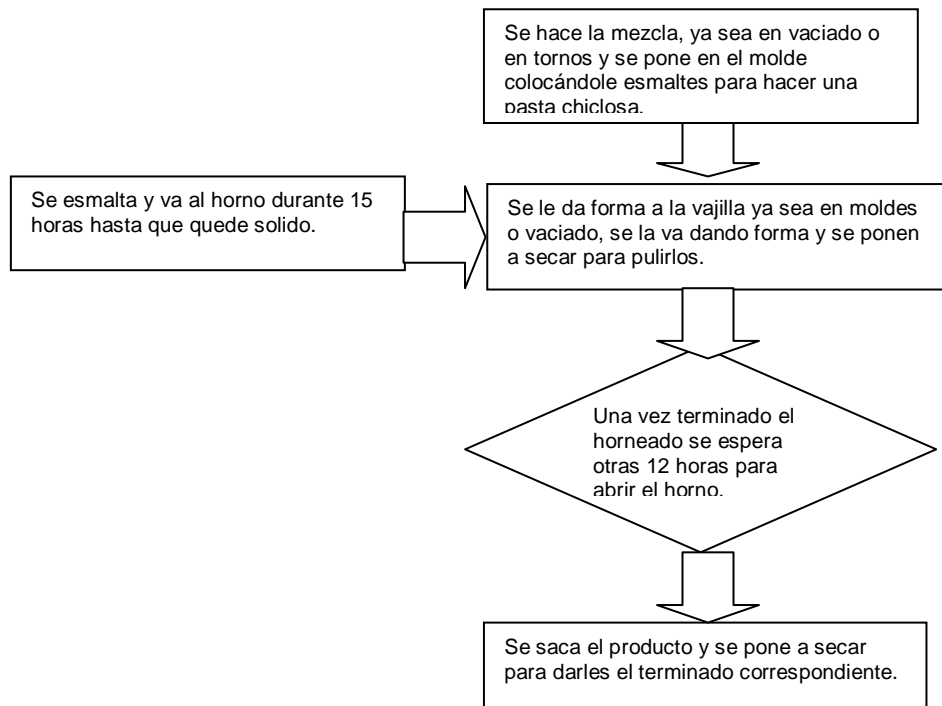 Se hace la mezcla, ya sea en vaciado o
en tornos y se pone en el molde
colocándole esmaltes para hacer una
pasta chiclosa.
Se esmalta y va al horno durante 15
horas hasta que quede solido.
Se le da forma a la vajilla ya sea en moldes
o vaciado, se la va dando forma y se ponen
a secar para pulirlos.
Una vez terminado el
horneado se espera
otras 12 horas para
abrir el horno.
Se saca el producto y se pone a secar
para darles el terminado correspondiente.